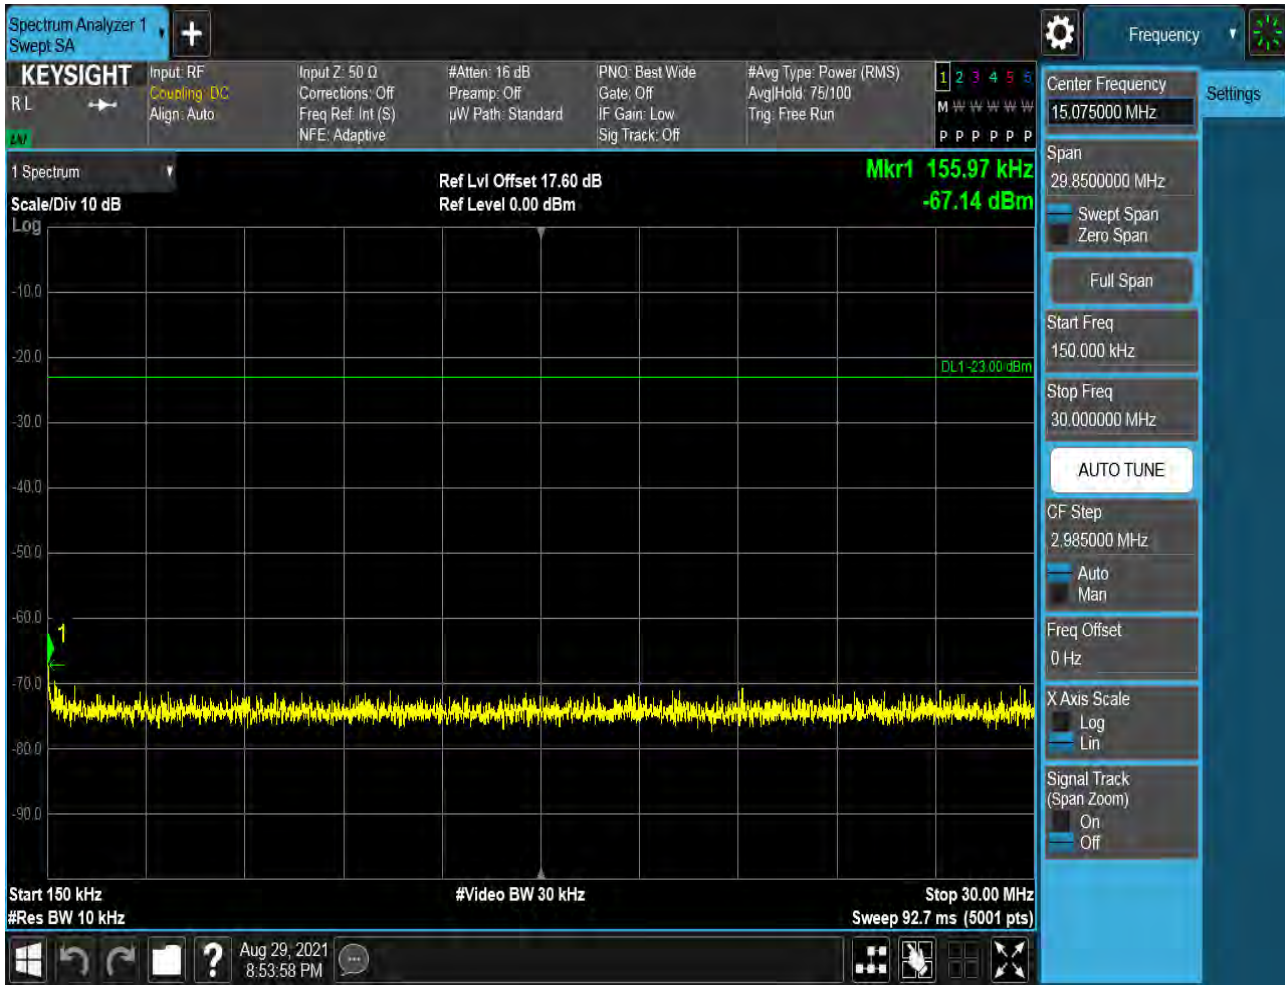 Spectrum Analyzer 1
Swept SA
Frequency
KEYSIGHT
R L
LNI
Input: RF
Coupling: DC
Align: Auto
Input Z: 50 Ω
Corrections: Off
Freq Ref: Int (S)
NFE: Adaptive
#Atten: 16 dB
Preamp: Off
µW Path: Standard
PNO: Best Wide
Gate: Off
IF Gain: Low
Sig Track: Off
#Avg Type: Power (RMS)
Avg|Hold: 75/100
Trig: Free Run
1 2 3 4 5 6
M W W W W W
P P P P P P
1 Spectrum
Scale/Div 10 dB
Log
Ref Lvl Offset 17.60 dB
Ref Level 0.00 dBm
Mkr1 155.97 kHz
-67.14 dBm
-10.0
-20.0
DL1 -23.00 dBm
-30.0
-40.0
-50.0
-60.0
1
-70.0
-80.0
-90.0
Start 150 kHz
#Res BW 10 kHz
#Video BW 30 kHz
Stop 30.00 MHz
Sweep 92.7 ms (5001 pts)
?
Aug 29, 2021
8:53:58 PM
Center Frequency
15.075000 MHz
Settings
Span
29.8500000 MHz
Swept Span
Zero Span
Full Span
Start Freq
150.000 kHz
Stop Freq
30.000000 MHz
AUTO TUNE
CF Step
2.985000 MHz
Auto
Man
Freq Offset
0 Hz
X Axis Scale
Log
Lin
Signal Track
(Span Zoom)
On
Off